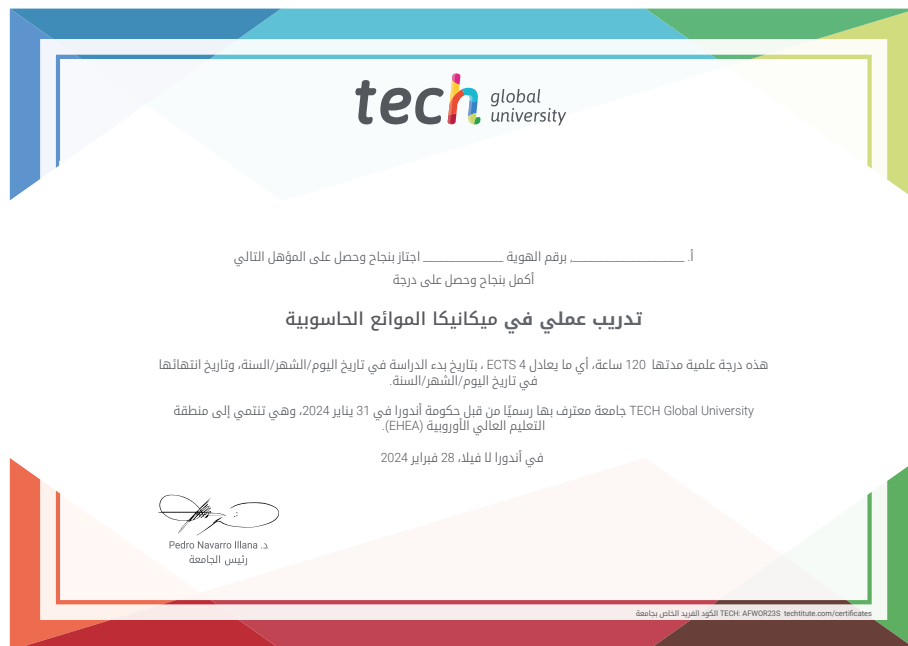 tech global
university
أ. ____________________, برقم الهوية ______________ اجتاز بنجاح وحصل على المؤهل التالي
أكمل بنجاح وحصل على درجة
تدريب عملي في ميكانيكا الموائع الحاسوبية
هذه درجة علمية مدتها 120 ساعة، أي ما يعادل 4 ECTS ، بتاريخ بدء الدراسة في تاريخ اليوم/الشهر/السنة، وتاريخ انتهائها
في تاريخ اليوم/الشهر/السنة.
TECH Global University جامعة معترف بها رسميًا من قبل حكومة أندورا في 31 يناير 2024، وهي تنتمي إلى منطقة
التعليم العالي الأوروبية (EHEA).
في أندورا لا فيلا، 28 فبراير 2024
د. Pedro Navarro Illana
رئيس الجامعة
الكود الفريد الخاص بجامعة TECH: AFWOR23S techtitute.com/certificates